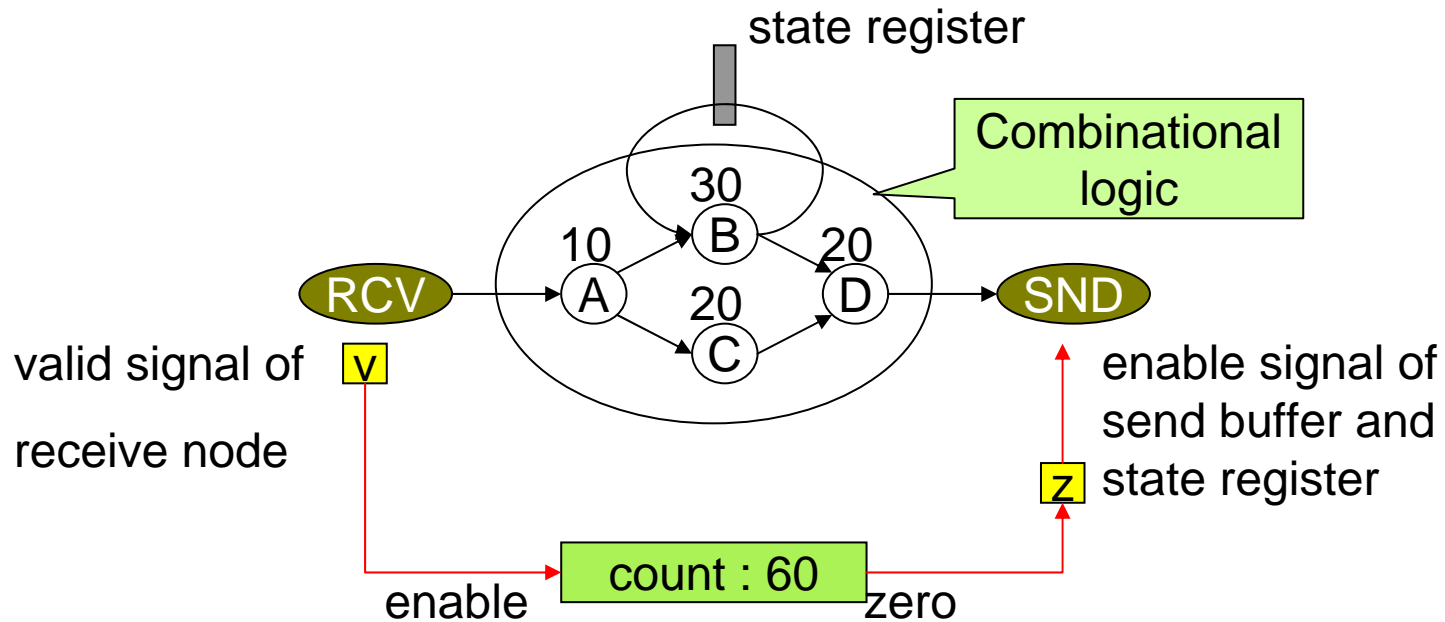 state register
Combinational
logic
30
B
10
20
RCV
A
D
SND
20
C
valid signal of
v
receive node
enable signal of
send buffer and
z
state register
count : 60
enable
zero